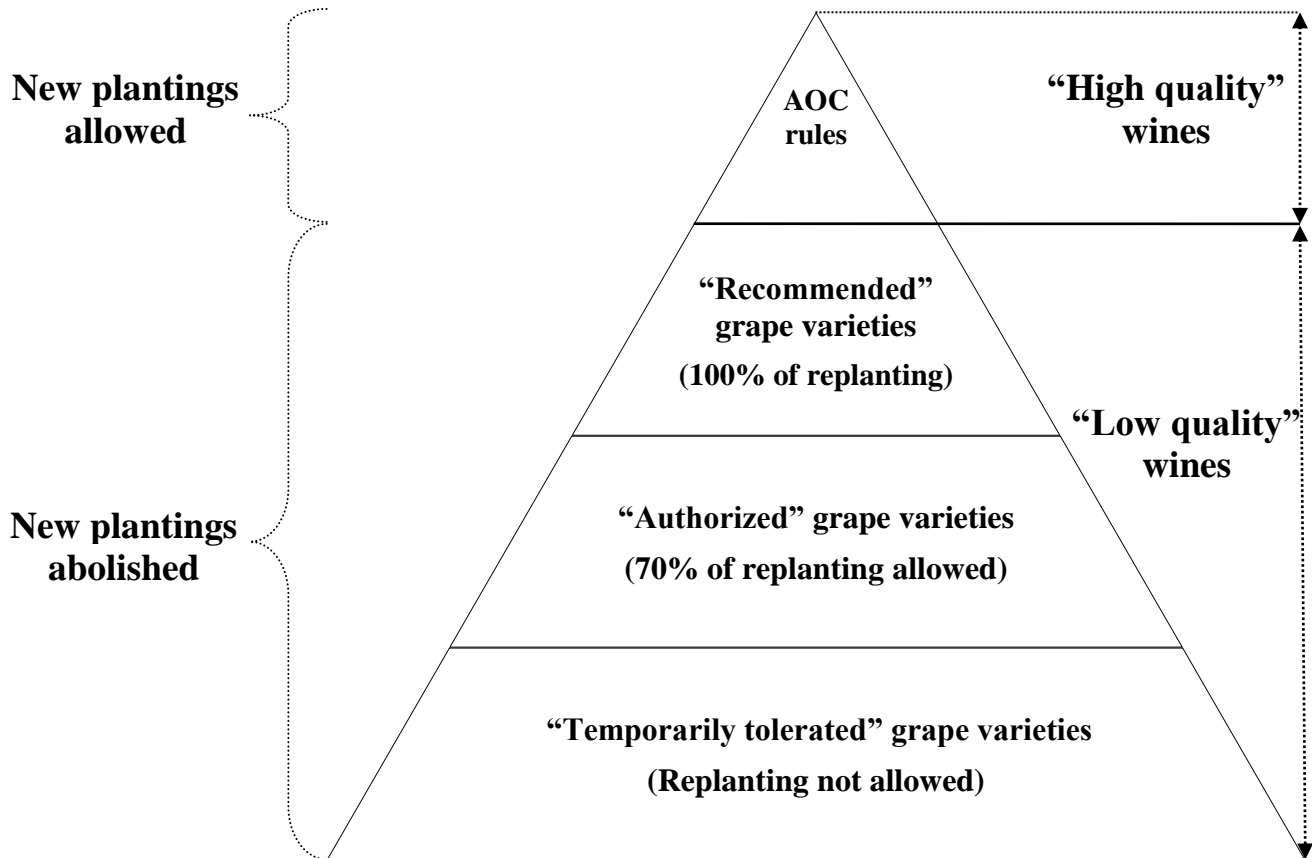 New plantings
allowed
AOC
rules
“High quality”
wines
“Recommended”
grape varieties
(100% of replanting)
“Low quality”
wines
New plantings
abolished
“Authorized” grape varieties
(70% of replanting allowed)
“Temporarily tolerated” grape varieties
(Replanting not allowed)